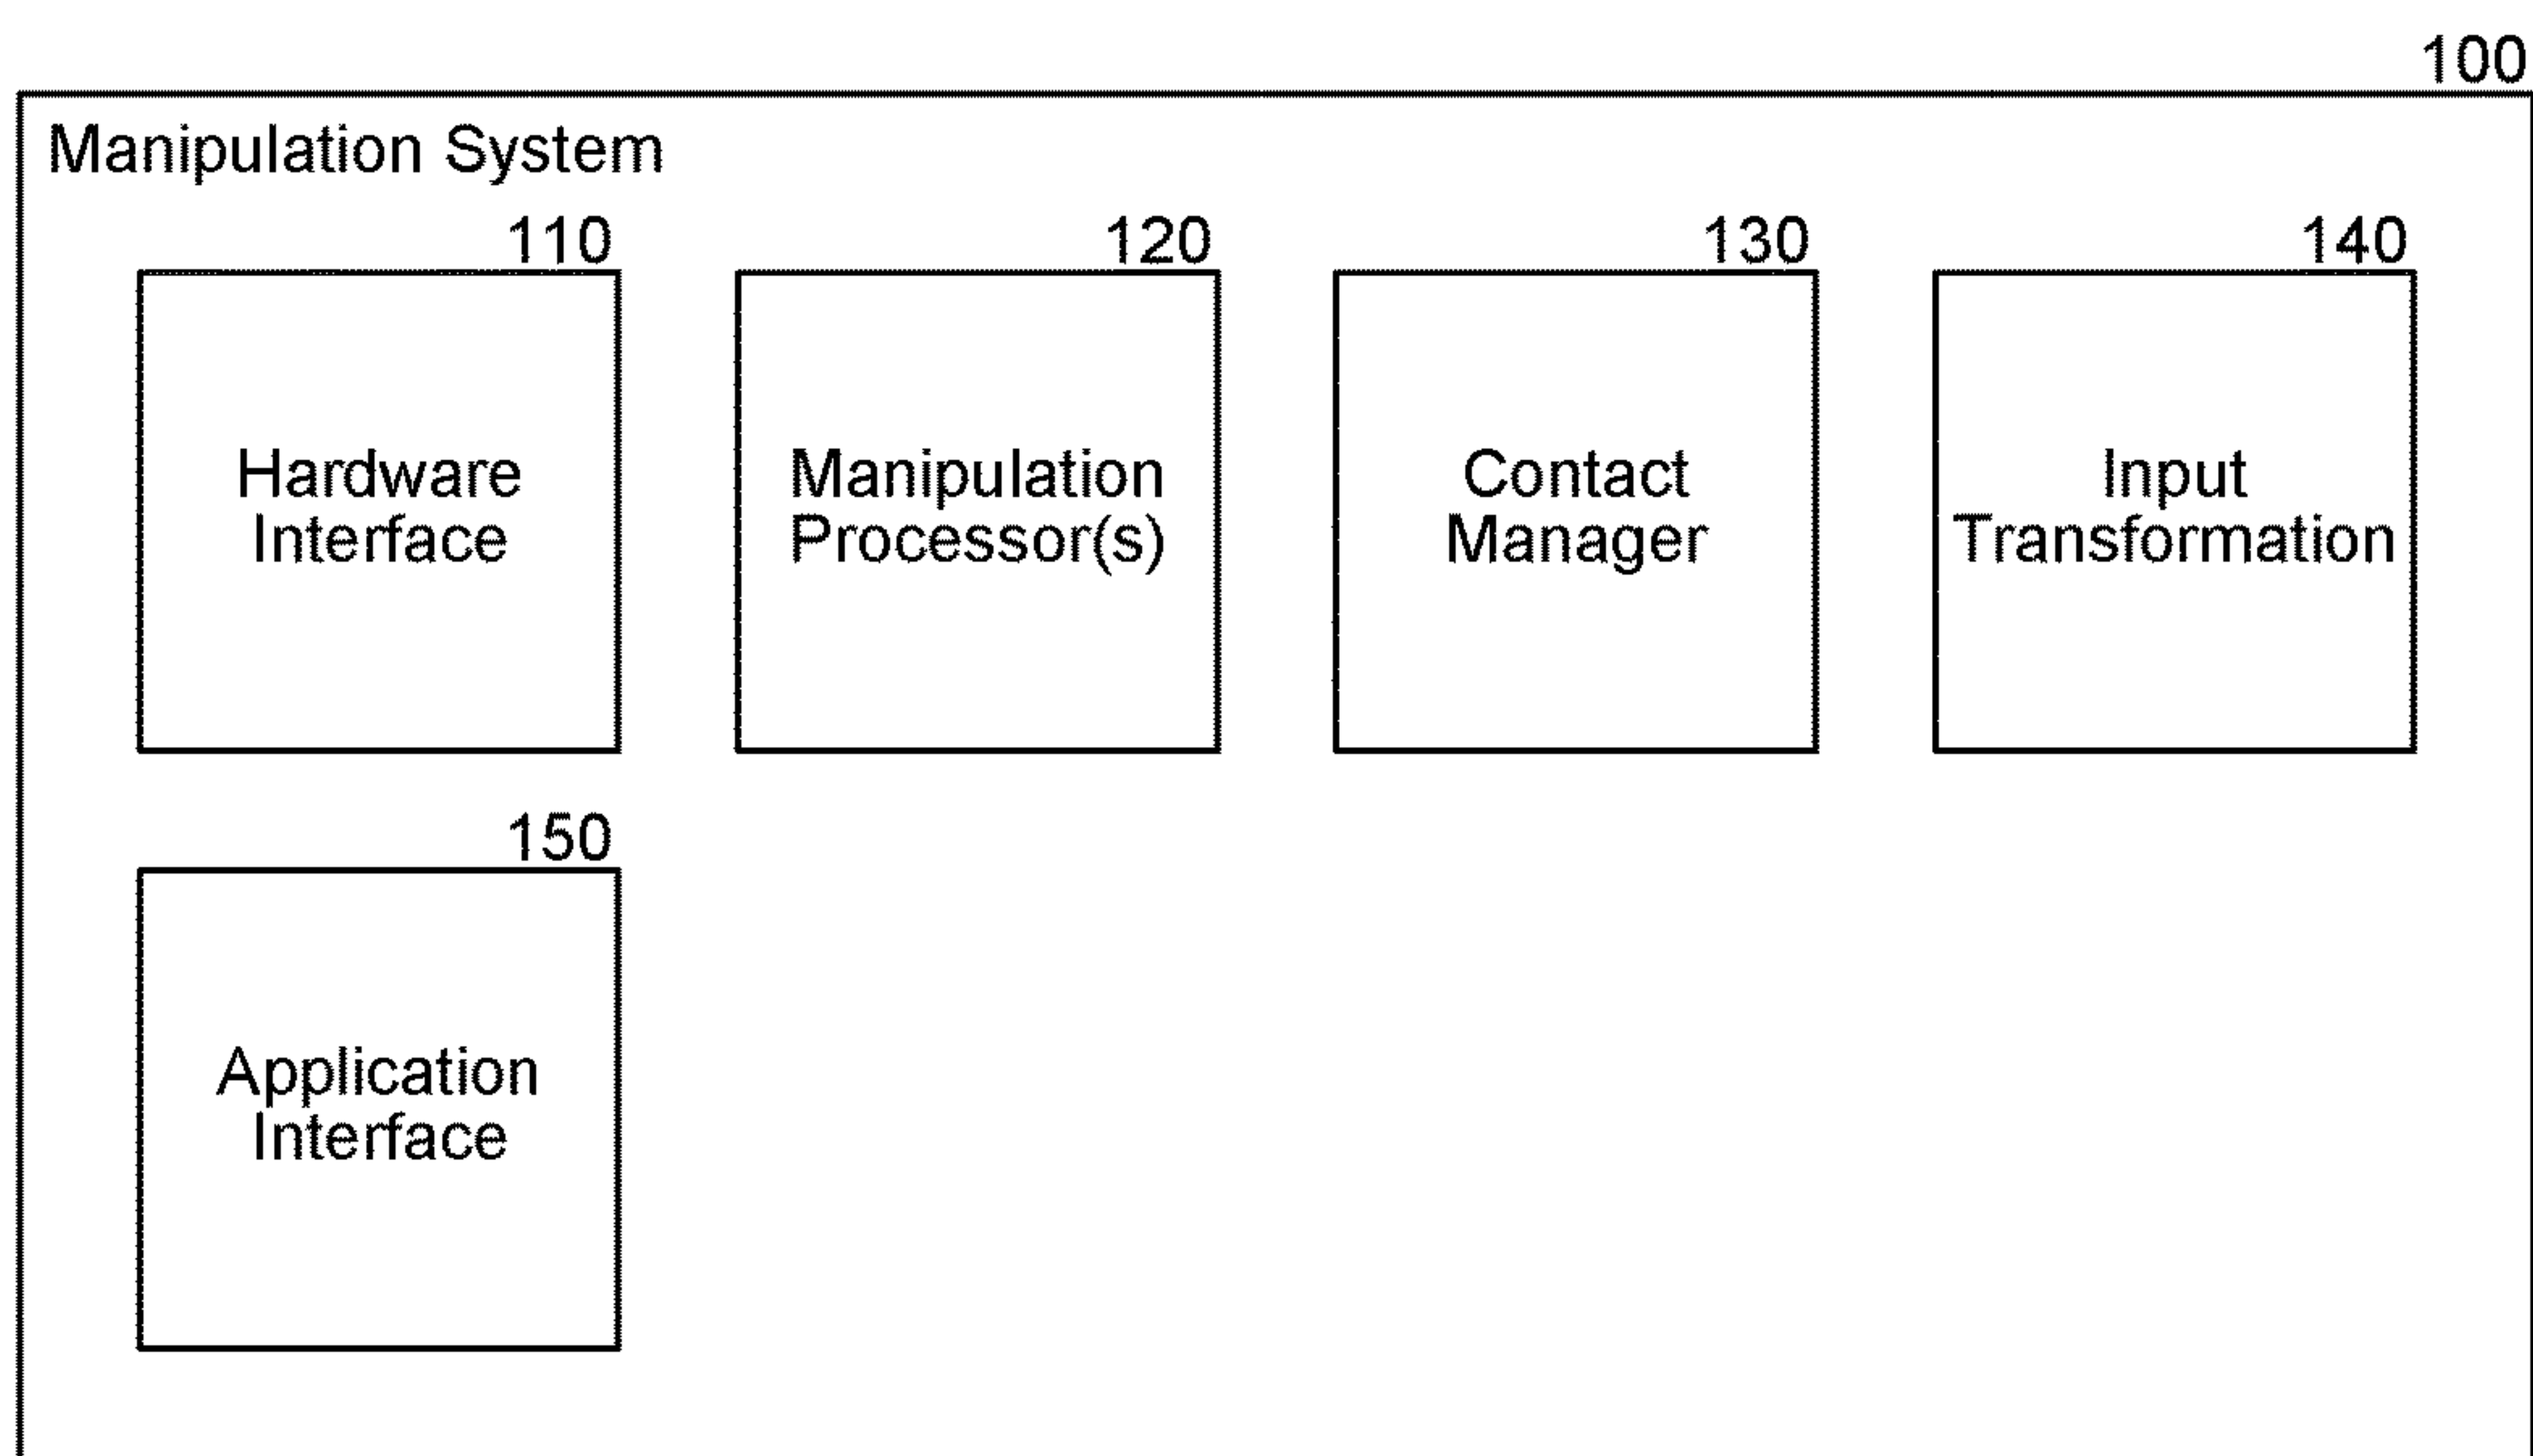 100
Manipulation System
110
120
130
140
Hardware
Interface
Manipulation
Processor(s)
Contact
Manager
Input
Transformation
150
Application
Interface